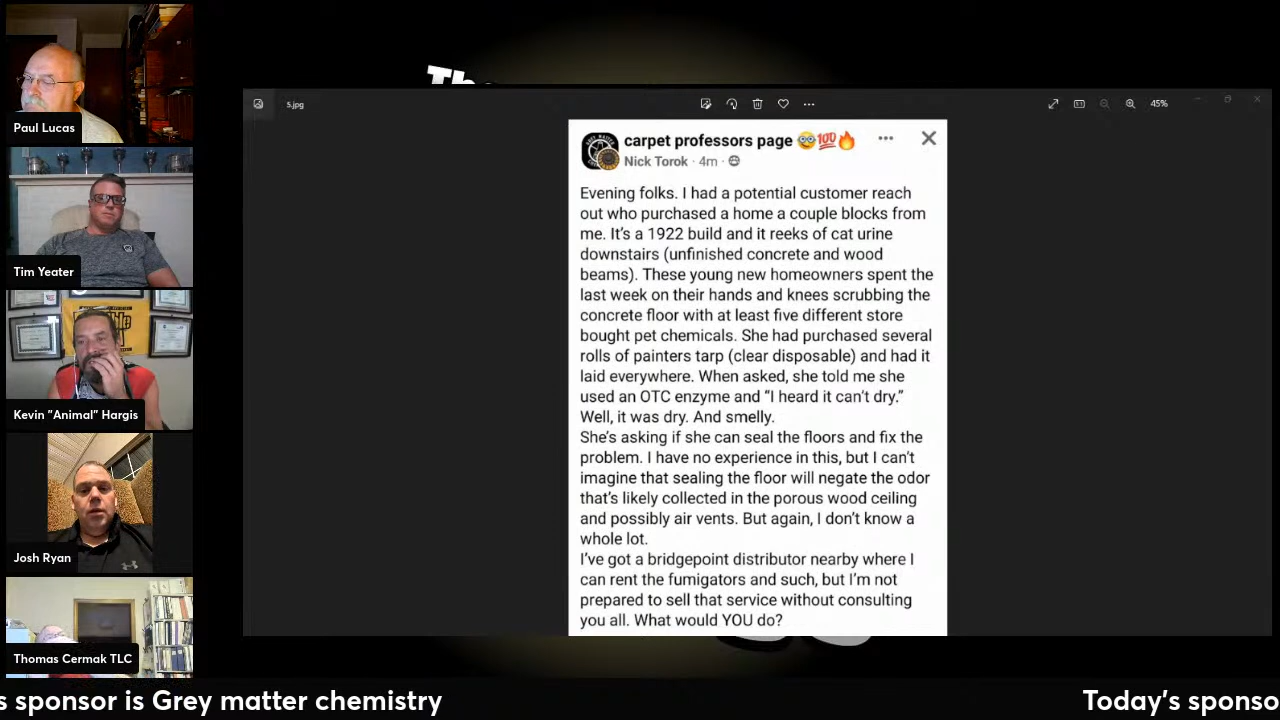 Paul Lucas
Tim Yeater
Kevin "Animal" Hargis
Josh Ryan
Thomas Cermak TLC
The
5.jpg
45%
carpet professors page 🤓💯🔥
Nick Torok · 4m ·
Evening folks. I had a potential customer reach
out who purchased a home a couple blocks from
me. It's a 1922 build and it reeks of cat urine
downstairs (unfinished concrete and wood
beams). These young new homeowners spent the
last week on their hands and knees scrubbing the
concrete floor with at least five different store
bought pet chemicals. She had purchased several
rolls of painters tarp (clear disposable) and had it
laid everywhere. When asked, she told me she
used an OTC enzyme and “I heard it can't dry.”
Well, it was dry. And smelly.
She's asking if she can seal the floors and fix the
problem. I have no experience in this, but I can't
imagine that sealing the floor will negate the odor
that's likely collected in the porous wood ceiling
and possibly air vents. But again, I don't know a
whole lot.
I've got a bridgepoint distributor nearby where I
can rent the fumigators and such, but I'm not
prepared to sell that service without consulting
you all. What would YOU do?
s sponsor is Grey matter chemistry
Today's sponso